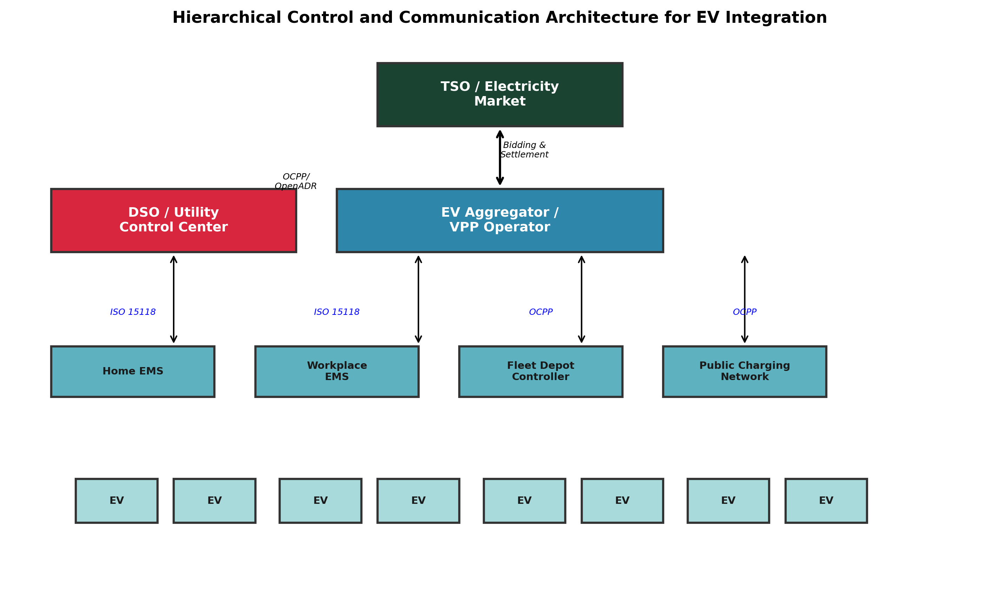 Hierarchical Control and Communication Architecture for EV Integration
TSO / Electricity
Market
Bidding &
Settlement
OCPP/
OpenADR
DSO / Utility
Control Center
EV Aggregator /
VPP Operator
ISO 15118
ISO 15118
OCPP
OCPP
Home EMS
Workplace
EMS
Fleet Depot
Controller
Public Charging
Network
EV
EV
EV
EV
EV
EV
EV
EV